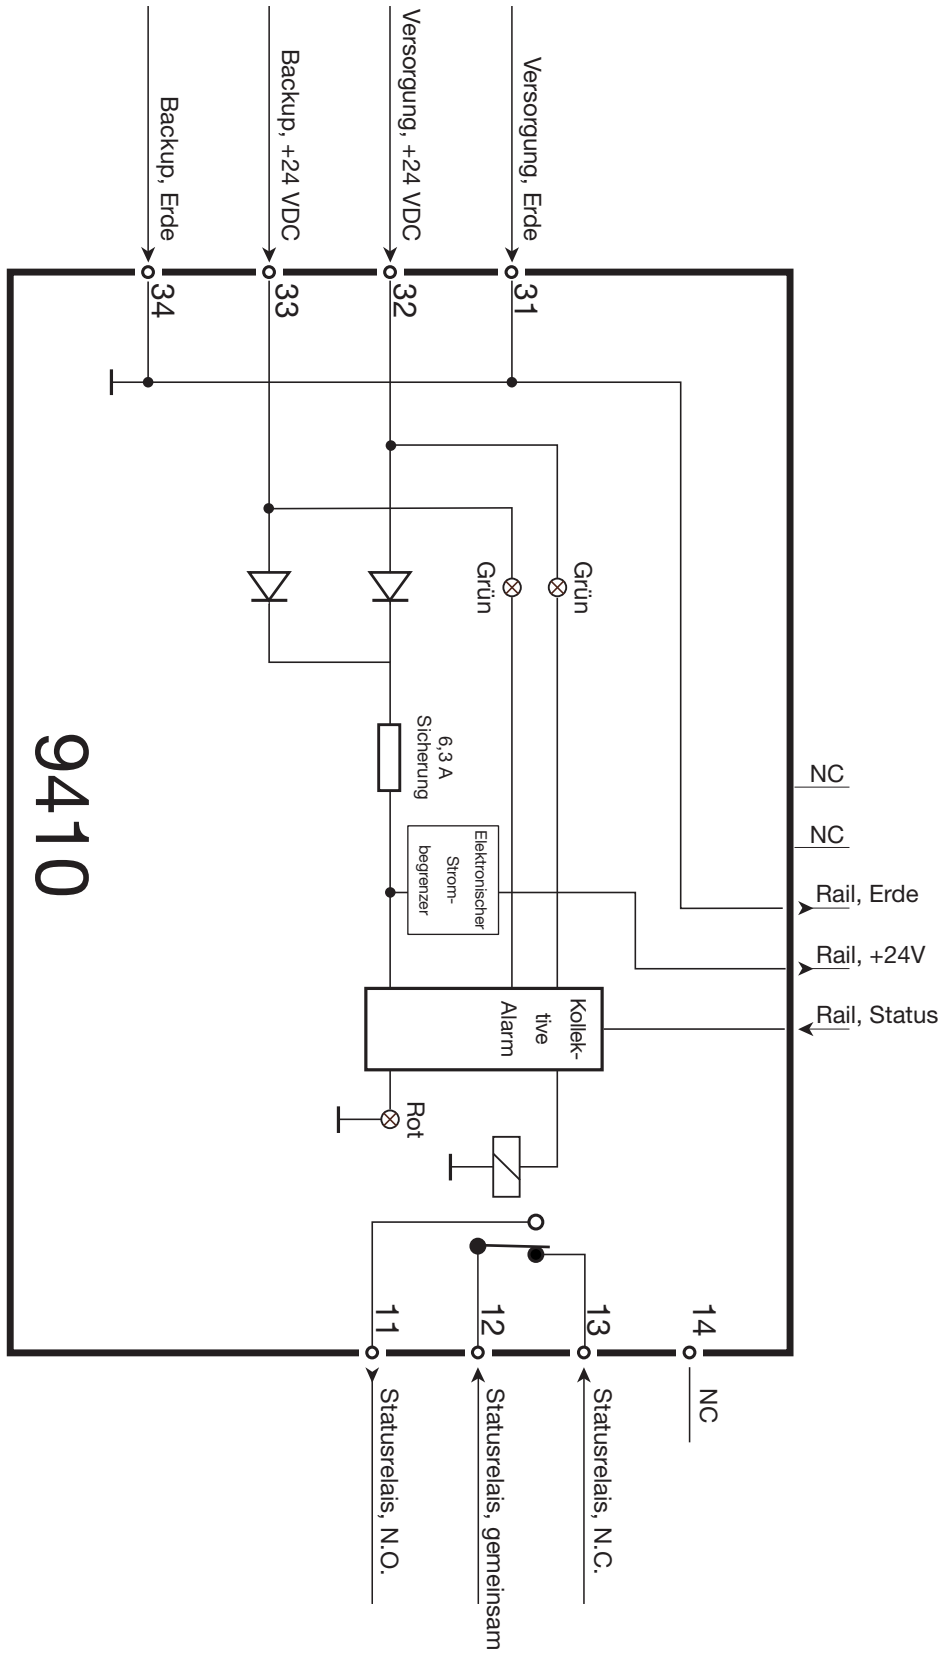 Versorgung, Erde
Versorgung, +24 VDC
Backup, +24 VDC
Backup, Erde
31
32
33
34
Grün
Grün
6,3 A
Sicherung
Elektronischer
Strom-
begrenzer
Kollek-
tive
Alarm
Rot
9410
NC
NC
Rail, Erde
Rail, +24V
Rail, Status
14
13
12
11
NC
Statusrelais, N.C.
Statusrelais, gemeinsam
Statusrelais, N.O.